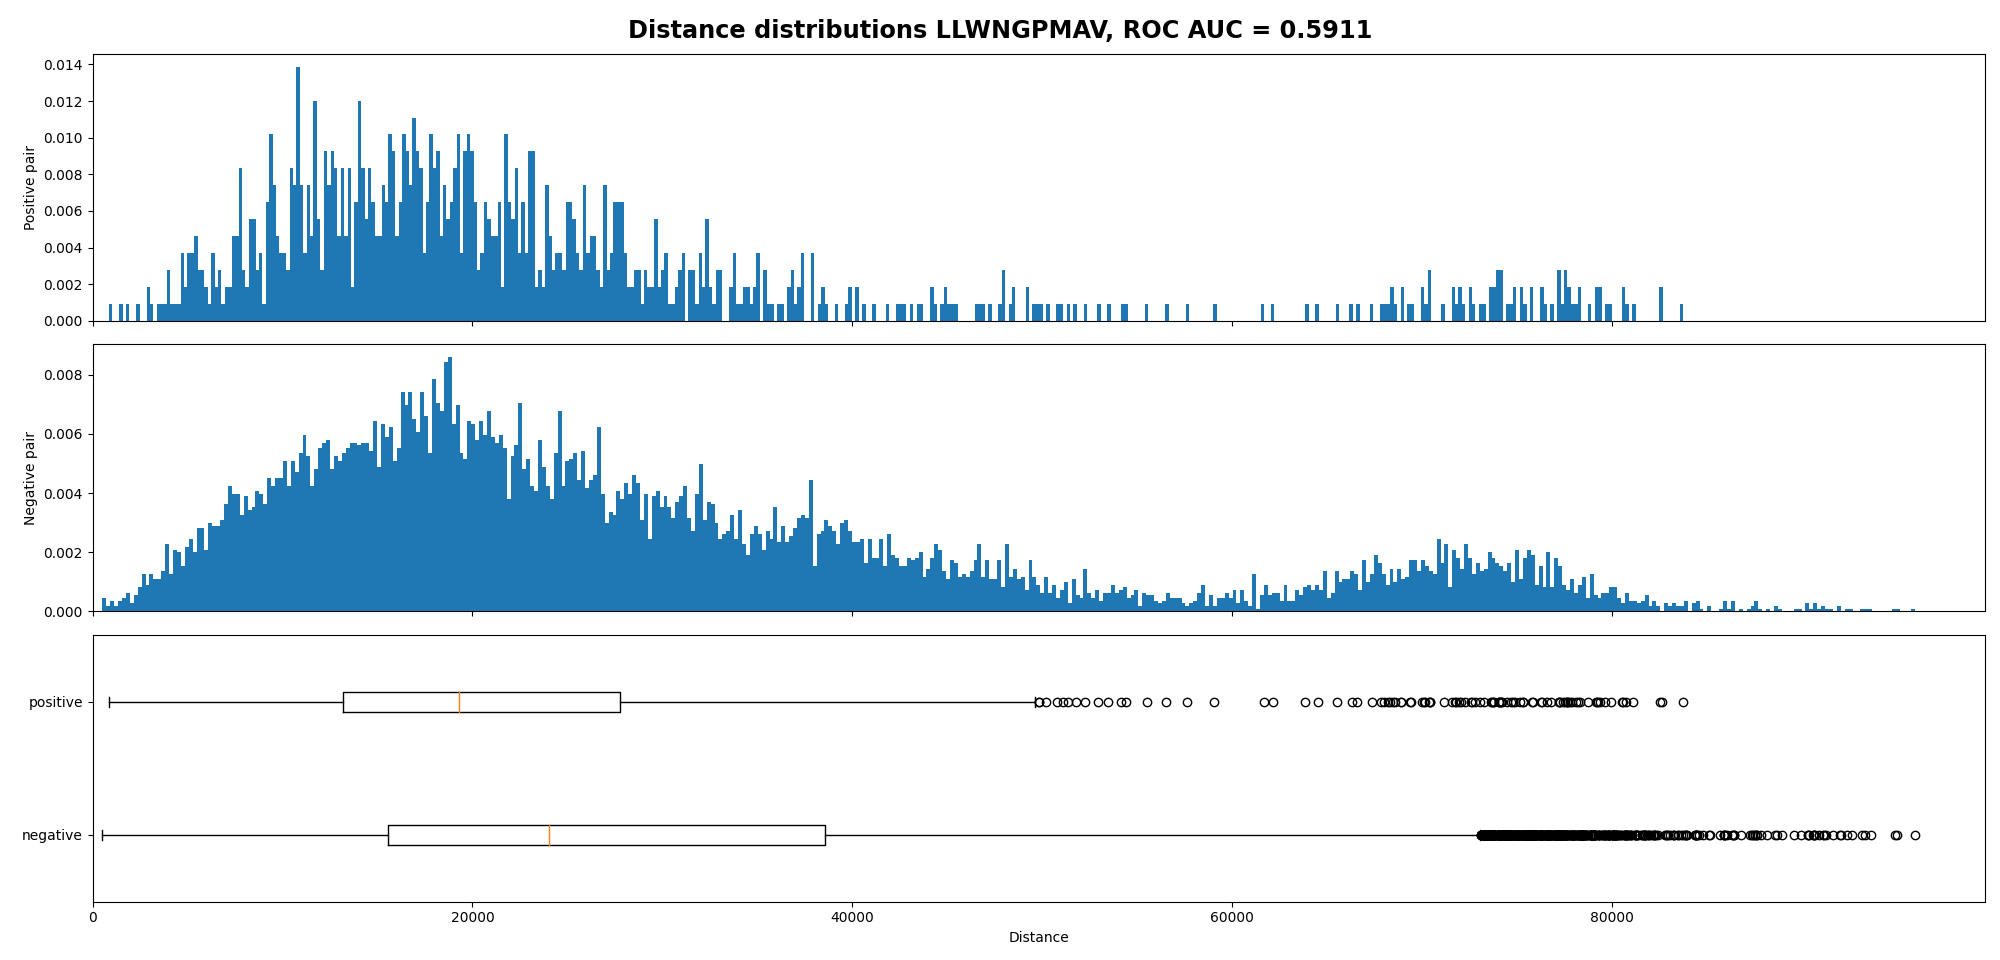 Distance distributions LLWNGPMAV, ROC AUC = 0.5911
0.014
0.012
0.010
0.008
0.006
0.004
0.002
0.000
Positive pair
0.008
0.006
0.004
0.002
0.000
Negative pair
positive
negative
0 20000 40000 60000 80000
Distance